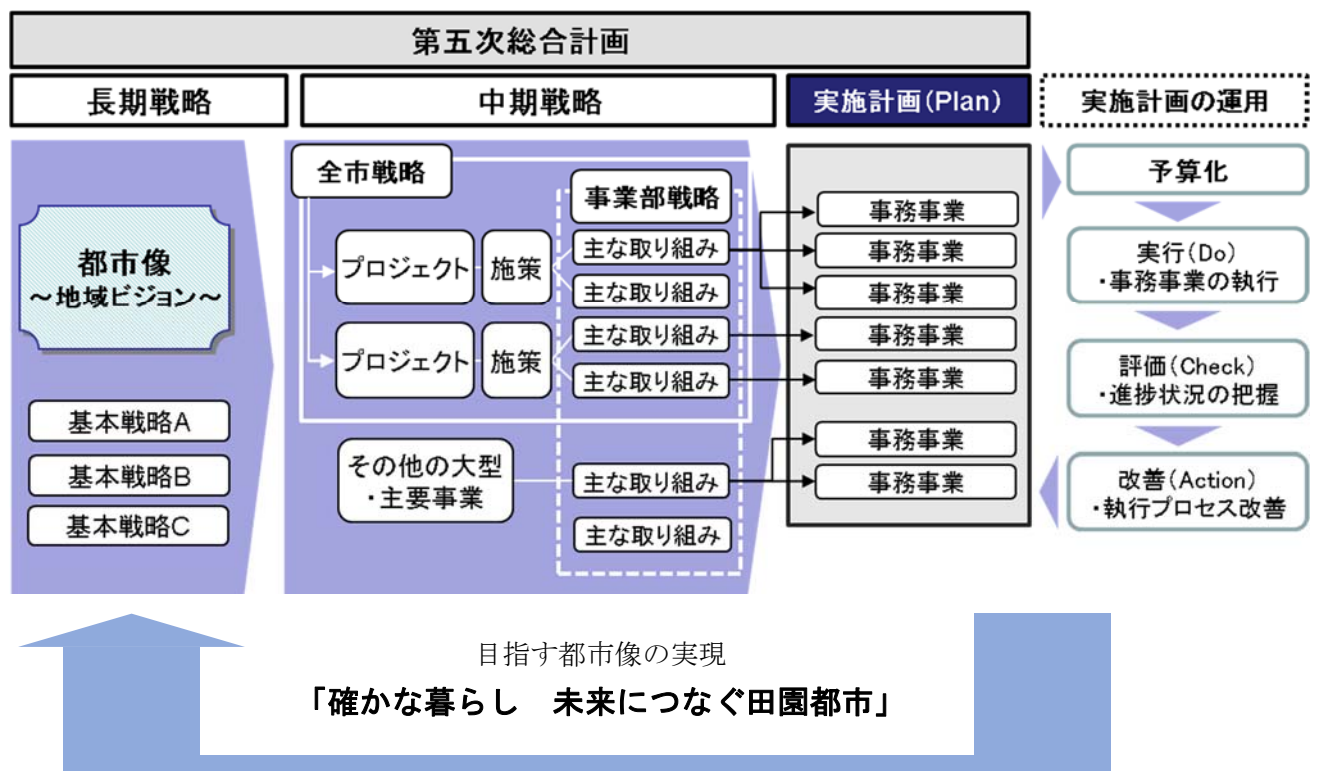 第五次総合計画
長期戦略
中期戦略
実施計画(Plan)
実施計画の運用
都市像
～地域ビジョン～
基本戦略A
基本戦略B
基本戦略C
全市戦略
事業部戦略
プロジェクト
施策
主な取り組み
主な取り組み
プロジェクト
施策
主な取り組み
主な取り組み
その他の大型
・主要事業
主な取り組み
主な取り組み
事務事業
事務事業
事務事業
事務事業
事務事業
事務事業
事務事業
予算化
実行(Do)
・事務事業の執行
評価(Check)
・進捗状況の把握
改善(Action)
・執行プロセス改善
目指す都市像の実現
「確かな暮らし　未来につなぐ田園都市」